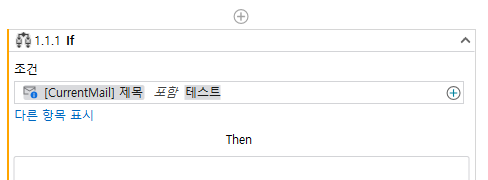 1.1.1 If
조건
[CurrentMail] 제목 포함 테스트
다른 항목 표시
Then